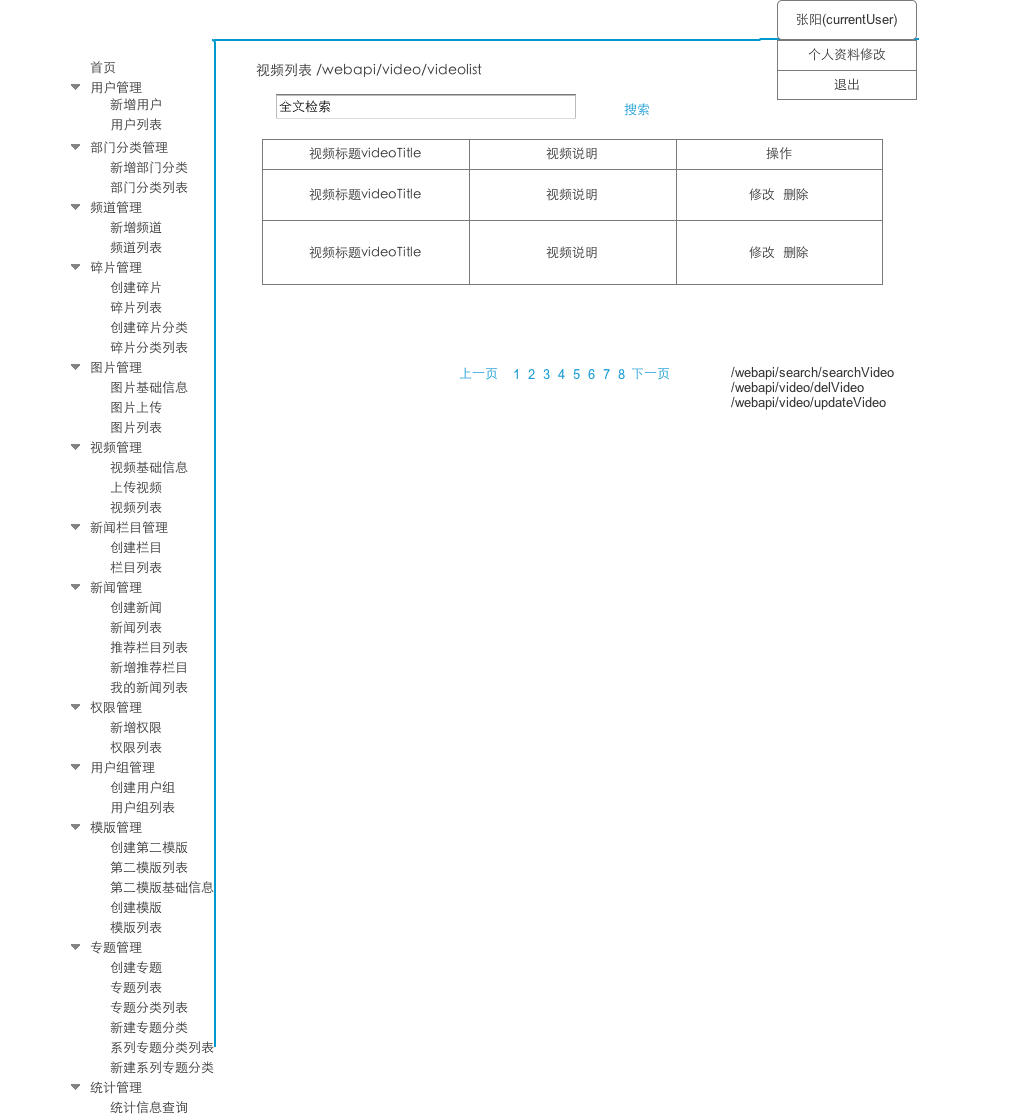 张阳(currentUser)
个人资料修改
退出
首页
用户管理
新增用户
用户列表
部门分类管理
新增部门分类
部门分类列表
频道管理
新增频道
频道列表
碎片管理
创建碎片
碎片列表
创建碎片分类
碎片分类列表
图片管理
图片基础信息
图片上传
图片列表
视频管理
视频基础信息
上传视频
视频列表
新闻栏目管理
创建栏目
栏目列表
新闻管理
创建新闻
新闻列表
推荐栏目列表
新增推荐栏目
我的新闻列表
权限管理
新增权限
权限列表
用户组管理
创建用户组
用户组列表
模版管理
创建第二模版
第二模版列表
第二模版基础信息
创建模版
模版列表
专题管理
创建专题
专题列表
专题分类列表
新建专题分类
系列专题分类列表
新建系列专题分类
统计管理
统计信息查询
视频列表 /webapi/video/videolist
全文检索 搜索
视频标题videoTitle 视频说明 操作
视频标题videoTitle 视频说明 修改 删除
视频标题videoTitle 视频说明 修改 删除
上一页 1 2 3 4 5 6 7 8 下一页
/webapi/search/searchVideo
/webapi/video/delVideo
/webapi/video/updateVideo